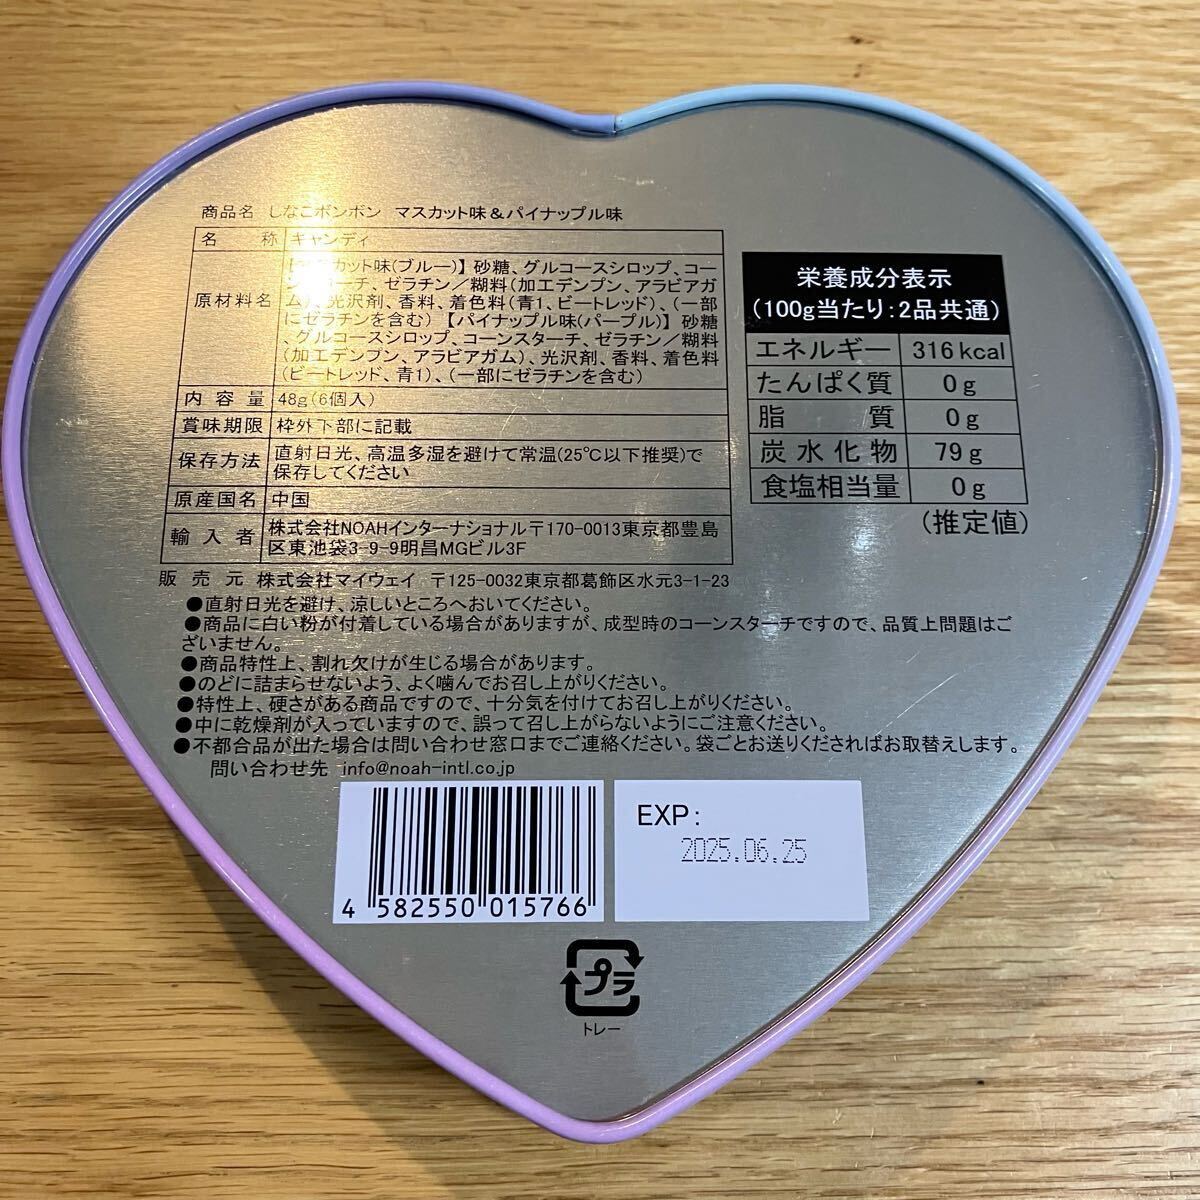 商品名 しなこボンボン マスカット味＆パイナップル味
名 称 キャンディ
原材料名
カット味(ブルー)】砂糖、グルコースシロップ、コー
ーチ、ゼラチン／糊料(加工デンプン、アラビアガ
ム)、光沢剤、香料、着色料(青1、ビートレッド)、(一部
にゼラチンを含む)【パイナップル味(パープル)】砂糖
、グルコースシロップ、コーンスターチ、ゼラチン／糊料
(加工デンプン、アラビアガム)、光沢剤、香料、着色料
(ビートレッド、青1)、(一部にゼラチンを含む)
内容量 48g(6個入)
賞味期限 枠外下部に記載
保存方法 直射日光、高温多湿を避けて常温(25℃以下推奨)で
保存してください
原産国名 中国
輸入者 株式会社NOAHインターナショナル〒170-0013東京都豊島
区東池袋3-9-9明昌MGビル3F
販売元 株式会社マイウェイ 〒125-0032東京都葛飾区水元3-1-23
栄養成分表示
(100g当たり：2品共通)
エネルギー 316kcal
たんぱく質 0g
脂質 0g
炭水化物 79g
食塩相当量 0g
(推定値)
●直射日光を避け、涼しいところへおいてください。
●商品に白い粉が付着している場合がありますが、成型時のコーンスターチですので、品質上問題はご
ざいません。
●商品特性上、割れ欠けが生じる場合があります。
●のどに詰まらせないよう、よく噛んでお召し上がりください。
●特性上、硬さがある商品ですので、十分気を付けてお召し上がりください。
●中に乾燥剤が入っていますので、誤って召し上がらないようにご注意ください。
●不都合品が出た場合は問い合わせ窓口までご連絡ください。袋ごとお送りくださればお取替えします。
問い合わせ先 info@noah-intl.co.jp
4 582550 015766
EXP:
2025.06.25
プラ
トレー